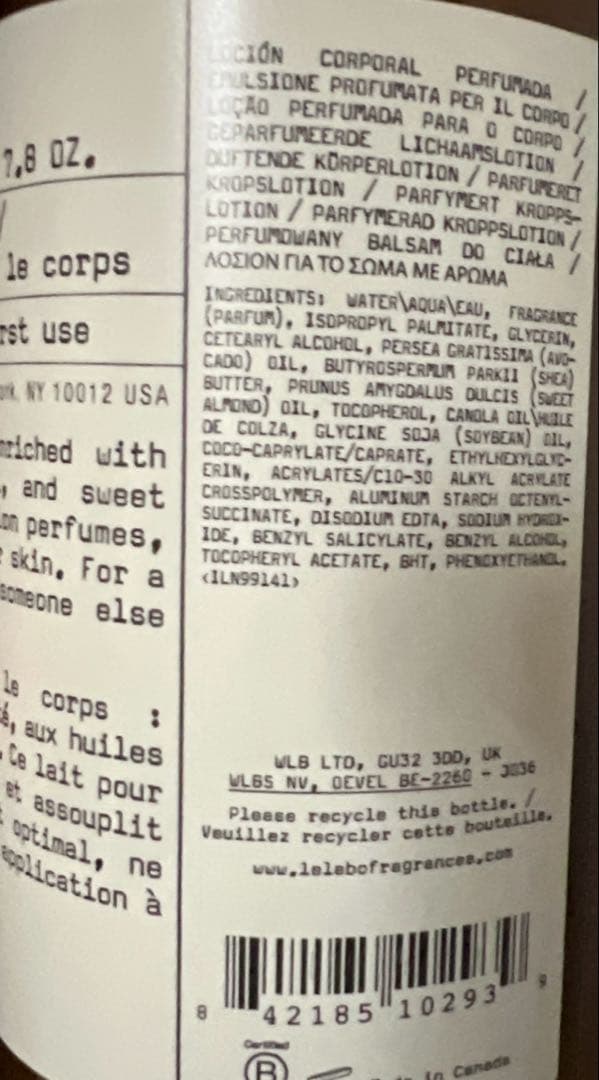 7,8 OZ.
le corps
rst use
NY 10012 USA
nriched with
, and sweet
perfumes,
skin. For a
someone else
le corps :
aux huiles
Ce lait pour
et assouplit
optimal, ne
application à
LOCIÓN CORPORAL PERFUMADA /
EMULSIONE PROFUMATA PER IL CORPO /
LOÇÃO PERFUMADA PARA O CORPO /
GEPARFUMEERDE LICHAAMSLOTION /
DUFTENDE KÖRPERLOTION / PARFUMERET
KROPSLOTION / PARFYMERT KROPPS-
LOTION / PARFYMERAD KROPPSLOTION /
PERFUMOWANY BALSAM DO CIAŁA /
ΛΟΣΙΟΝ ΓΙΑ ΤΟ ΣΩΜΑ ΜΕ ΑΡΩΜΑ
INGREDIENTS: WATER\AQUA\EAU, FRAGRANCE
(PARFUM), ISOPROPYL PALMITATE, GLYCERIN,
CETEARYL ALCOHOL, PERSEA GRATISSIMA (AVO-
CADO) OIL, BUTYROSPERMUM PARKII (SHEA)
BUTTER, PRUNUS AMYGDALUS DULCIS (SWEET
ALMOND) OIL, TOCOPHEROL, CANOLA OIL\HUILE
DE COLZA, GLYCINE SOJA (SOYBEAN) OIL,
COCO-CAPRYLATE/CAPRATE, ETHYLHEXYLGLYC-
ERIN, ACRYLATES/C10-30 ALKYL ACRYLATE
CROSSPOLYMER, ALUMINUM STARCH OCTENYL-
SUCCINATE, DISODIUM EDTA, SODIUM HYDROX-
IDE, BENZYL SALICYLATE, BENZYL ALCOHOL,
TOCOPHERYL ACETATE, BHT, PHENOXYETHANOL.
<ILN99141>
WLB LTD, GU32 3DD, UK
WLBS NV, OEVEL BE-2260 - 3036
Please recycle this bottle. /
Veuillez recycler cette bouteille.
www.lelabofragrances.com
8 42185 10293 9
Certified
B
in Canada